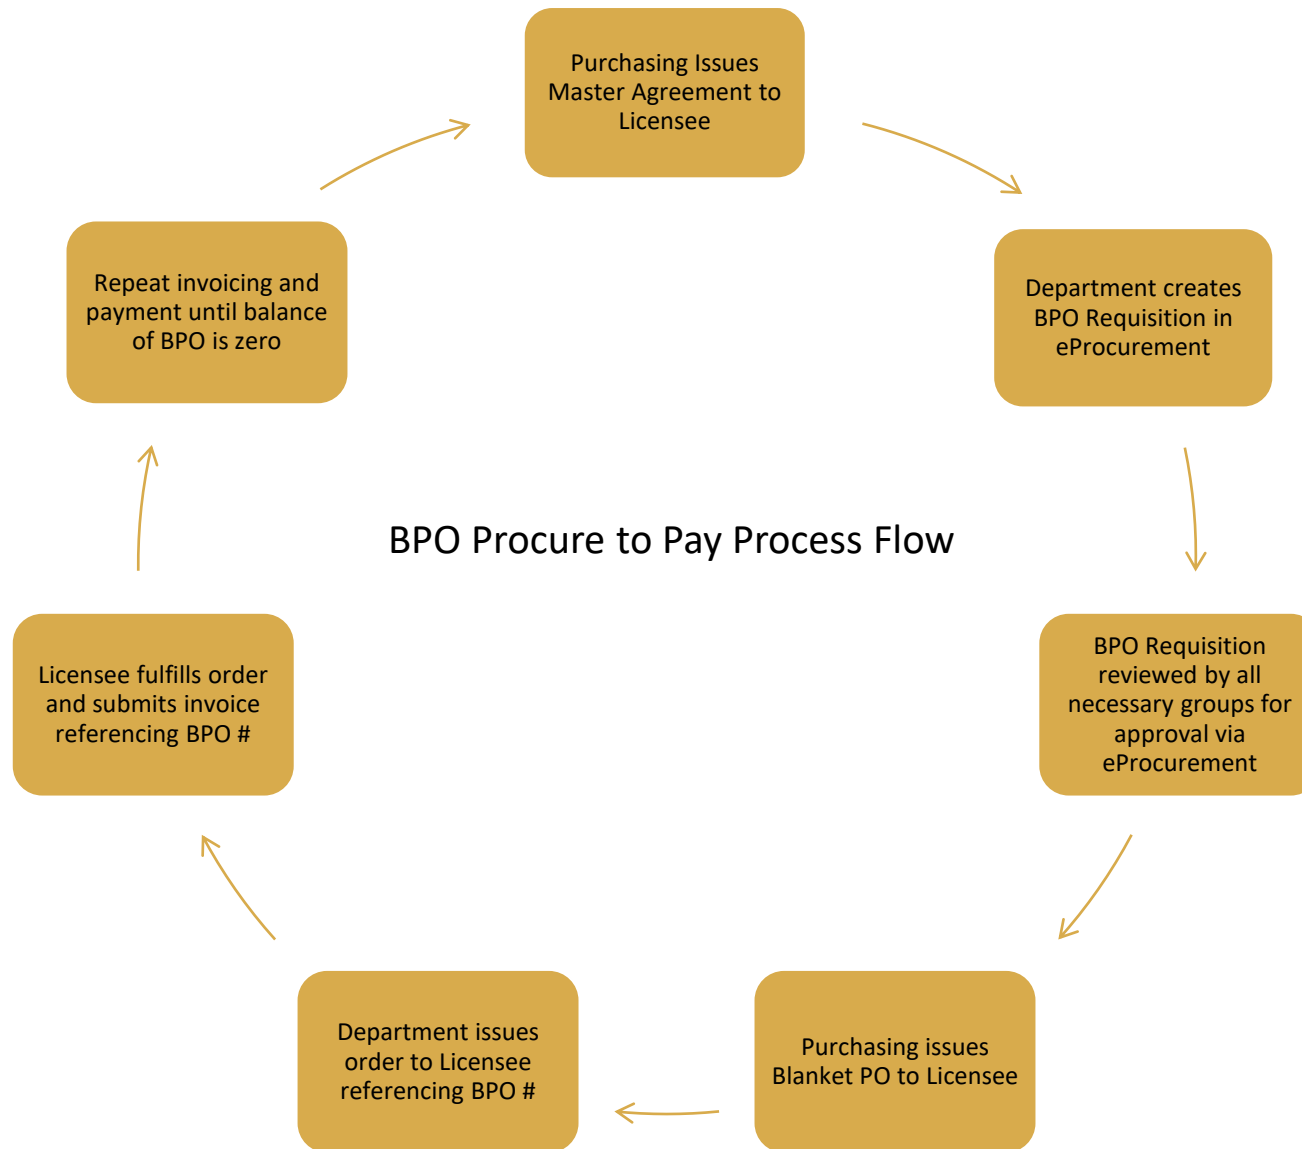 Purchasing Issues
Master Agreement to
Licensee
Department creates
BPO Requisition in
eProcurement
BPO Requisition
reviewed by all
necessary groups for
approval via
eProcurement
Purchasing issues
Blanket PO to Licensee
Department issues
order to Licensee
referencing BPO #
Licensee fulfills order
and submits invoice
referencing BPO #
Repeat invoicing and
payment until balance
of BPO is zero
BPO Procure to Pay Process Flow